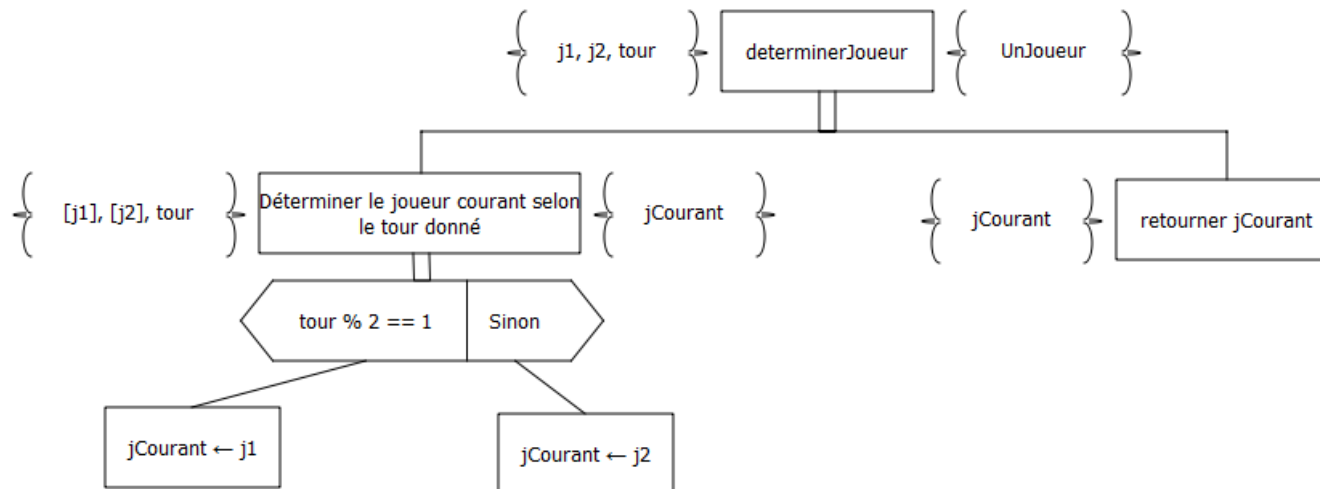 j1, j2, tour
determinerJoueur
UnJoueur
[j1], [j2], tour
Déterminer le joueur courant selon
le tour donné
jCourant
jCourant
retourner jCourant
tour % 2 == 1
Sinon
jCourant ← j1
jCourant ← j2